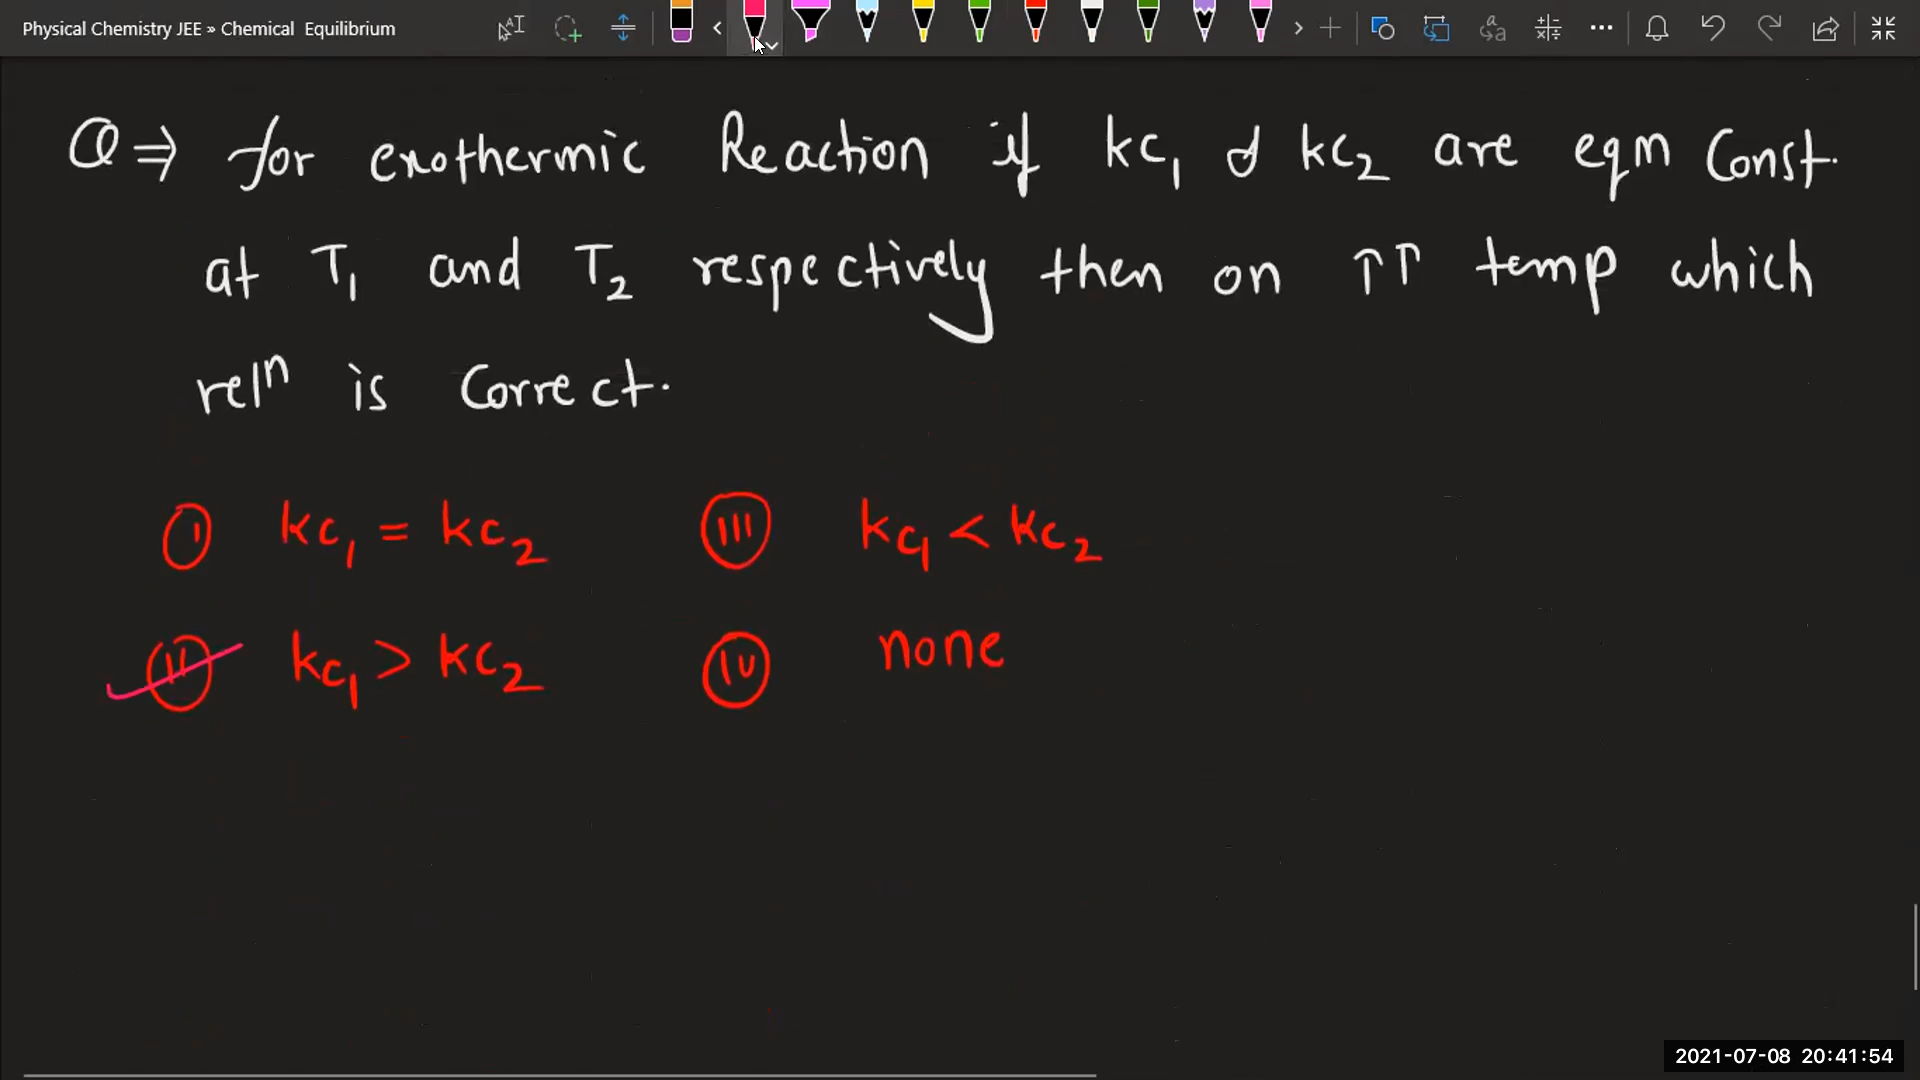 Physical Chemistry JEE » Chemical Equilibrium
Q ⇒ for exothermic Reaction if kc₁ & kc₂ are eqm Const.
at T₁ and T₂ respectively then on ↑↑ temp which
relⁿ is Correct.
(i) kc₁ = kc₂ (iii) kc₁ < kc₂
(ii) kc₁ > kc₂ (iv) none
2021-07-08 20:41:54